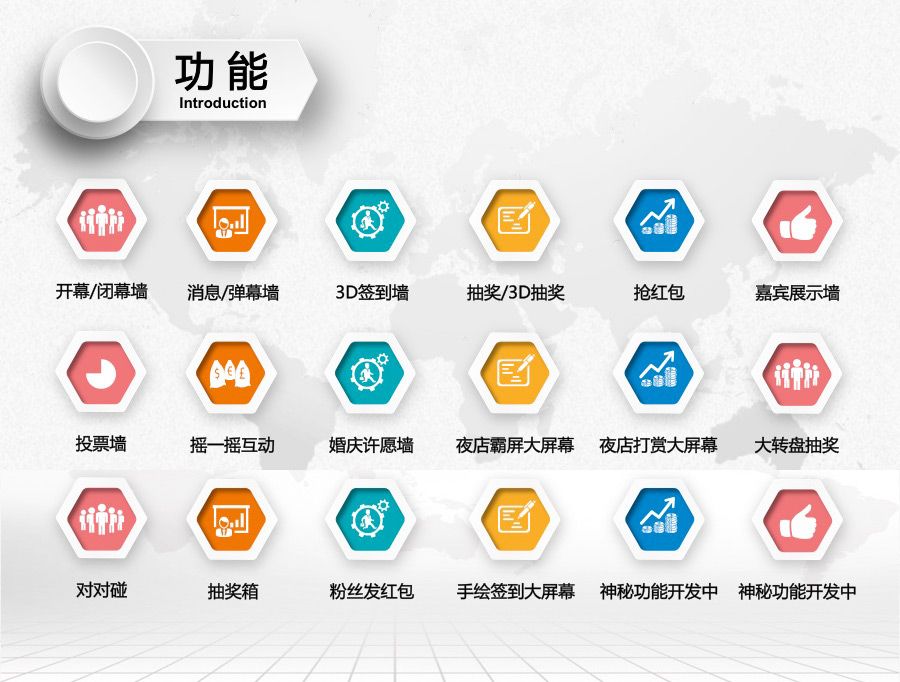 功能
Introduction
开幕/闭幕墙
消息/弹幕墙
3D签到墙
抽奖/3D抽奖
抢红包
嘉宾展示墙
投票墙
摇一摇互动
婚庆许愿墙
夜店霸屏大屏幕
夜店打赏大屏幕
大转盘抽奖
对对碰
抽奖箱
粉丝发红包
手绘签到大屏幕
神秘功能开发中
神秘功能开发中